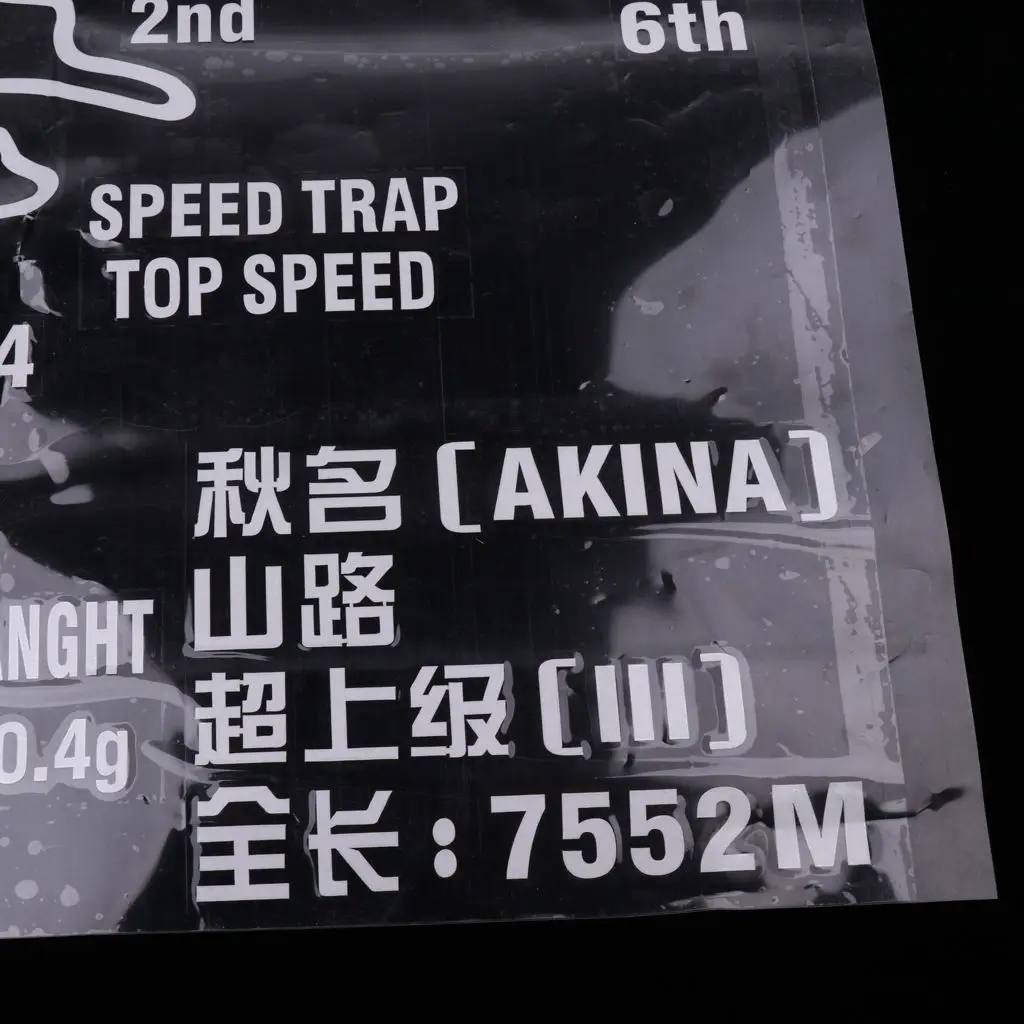 2nd
6th
SPEED TRAP
TOP SPEED
4
秋名〔AKINA〕
山路
ANGHT
超上级〔III〕
0.4g
全长：7552M